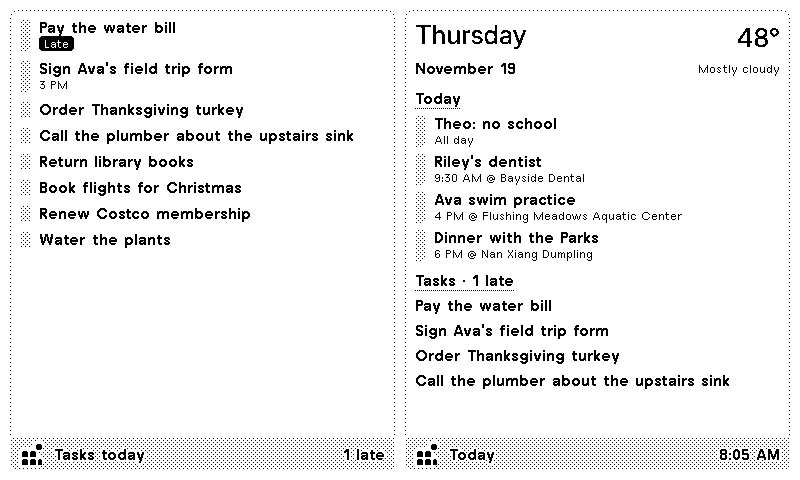 Pay the water bill
Late
Sign Ava's field trip form
3 PM
Order Thanksgiving turkey
Call the plumber about the upstairs sink
Return library books
Book flights for Christmas
Renew Costco membership
Water the plants
Tasks today
1 late
Thursday
48°
November 19
Mostly cloudy
Today
Theo: no school
All day
Riley's dentist
9:30 AM @ Bayside Dental
Ava swim practice
4 PM @ Flushing Meadows Aquatic Center
Dinner with the Parks
6 PM @ Nan Xiang Dumpling
Tasks · 1 late
Pay the water bill
Sign Ava's field trip form
Order Thanksgiving turkey
Call the plumber about the upstairs sink
Today
8:05 AM